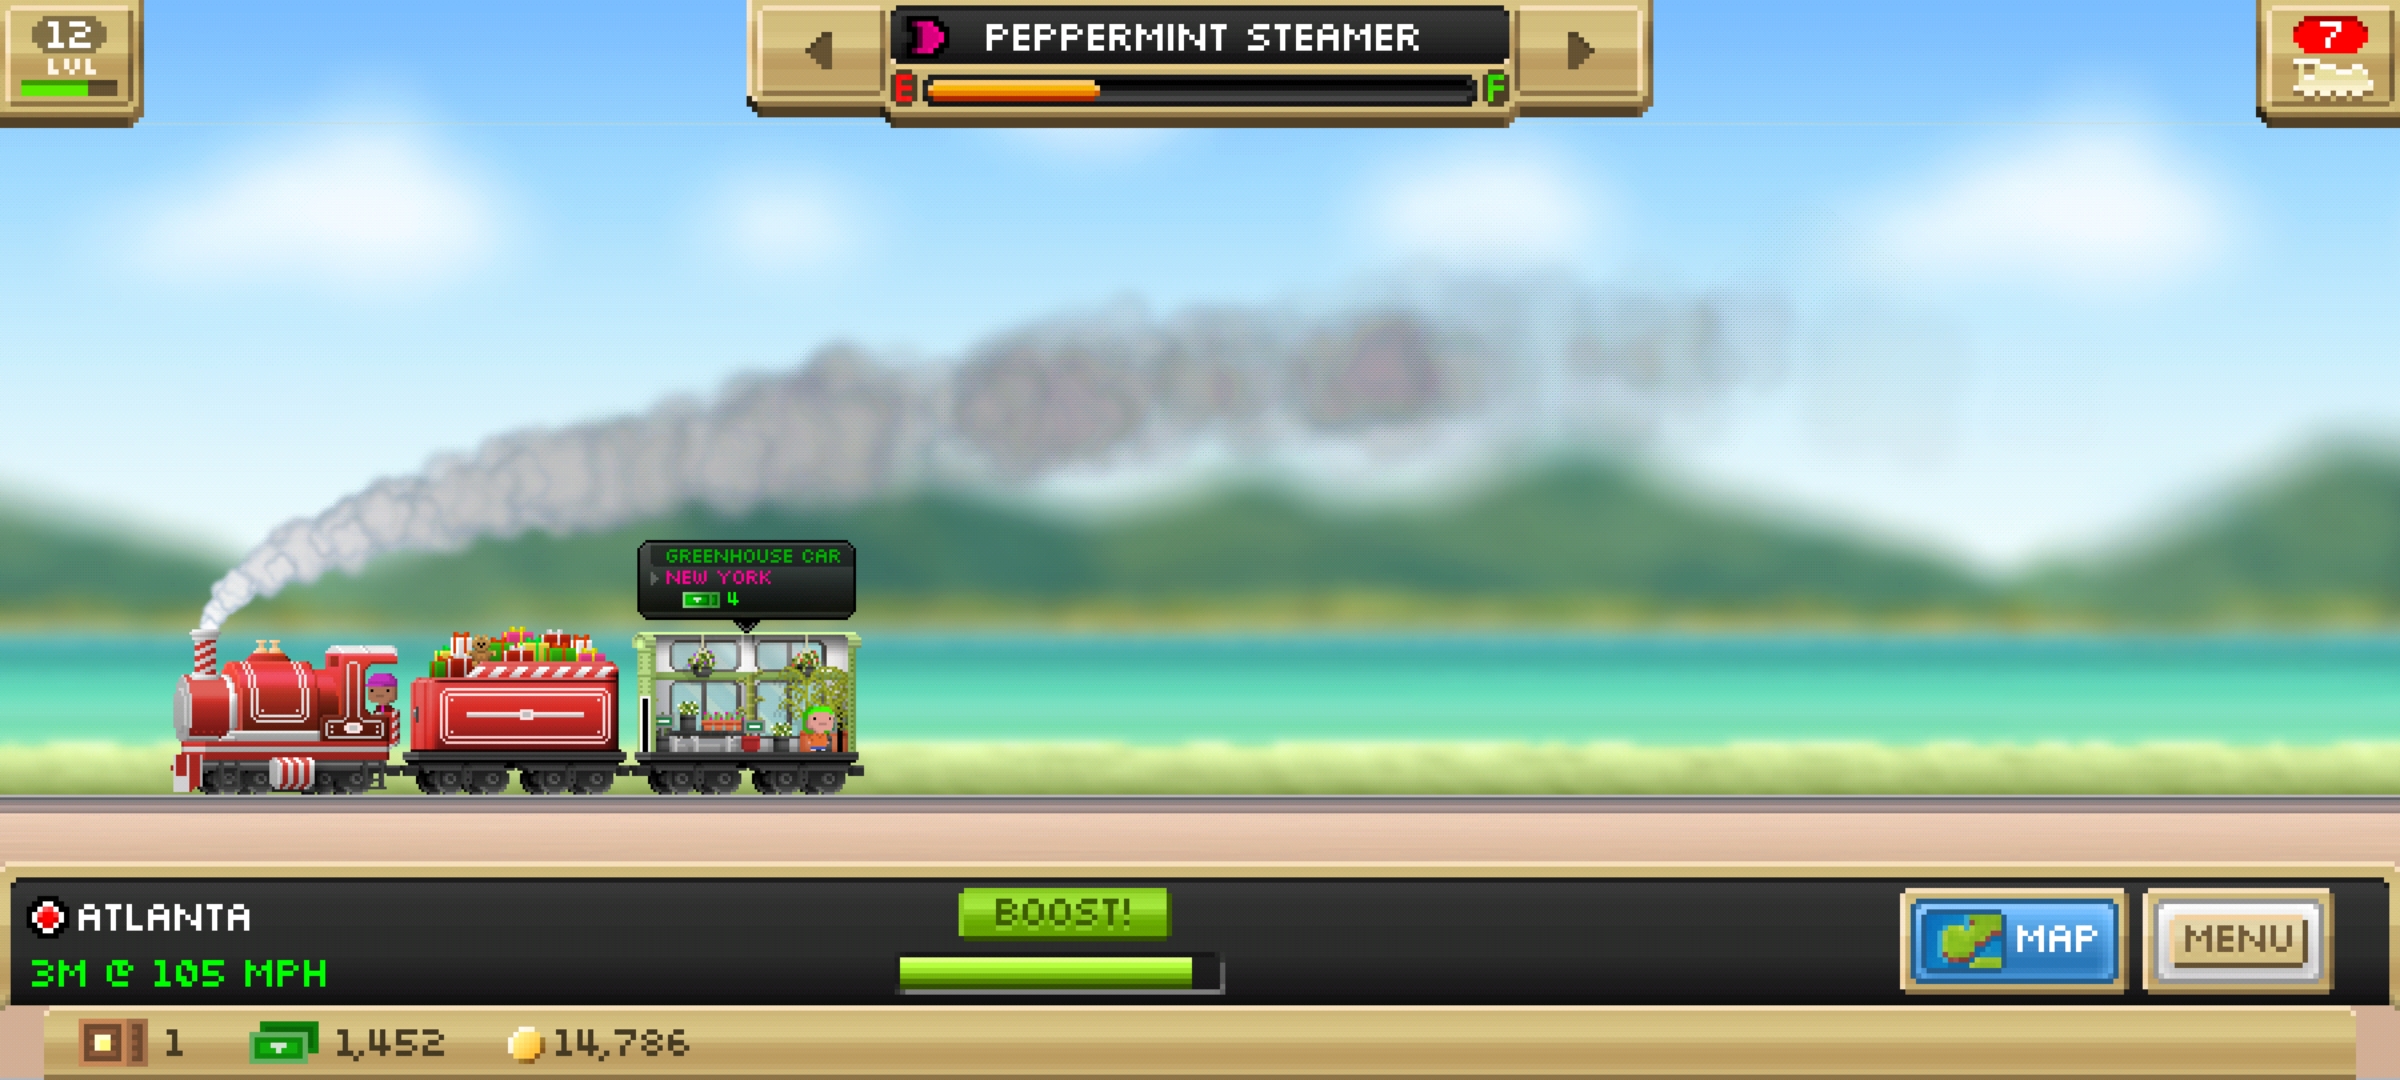 12
LVL
PEPPERMINT STEAMER
E F
7
GREENHOUSE CAR
NEW YORK
4
ATLANTA
3M @ 105 MPH
BOOST!
MAP
MENU
1 1,452 14,786